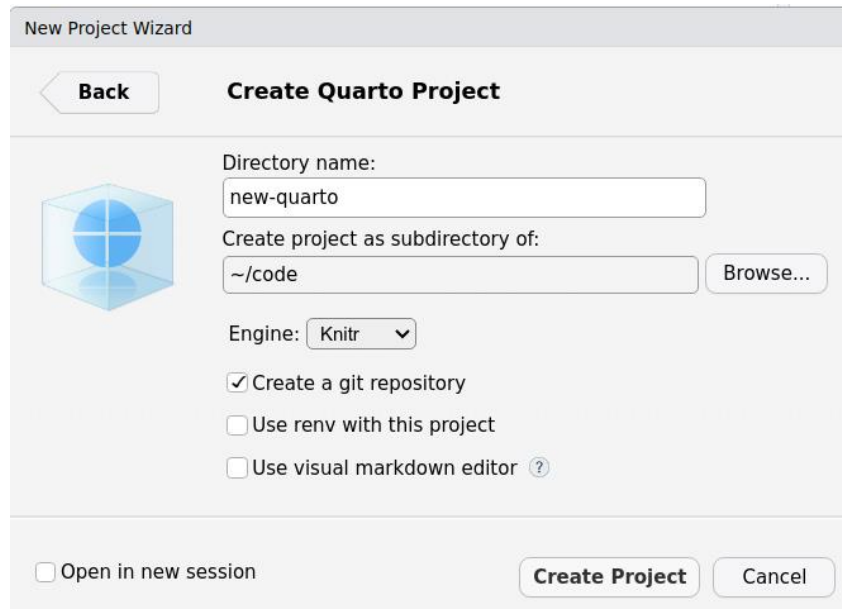 New Project Wizard
Back
Create Quarto Project
Directory name:
new-quarto
Create project as subdirectory of:
~/code
Browse...
Engine: Knitr
Create a git repository
Use renv with this project
Use visual markdown editor ?
Open in new session
Create Project
Cancel